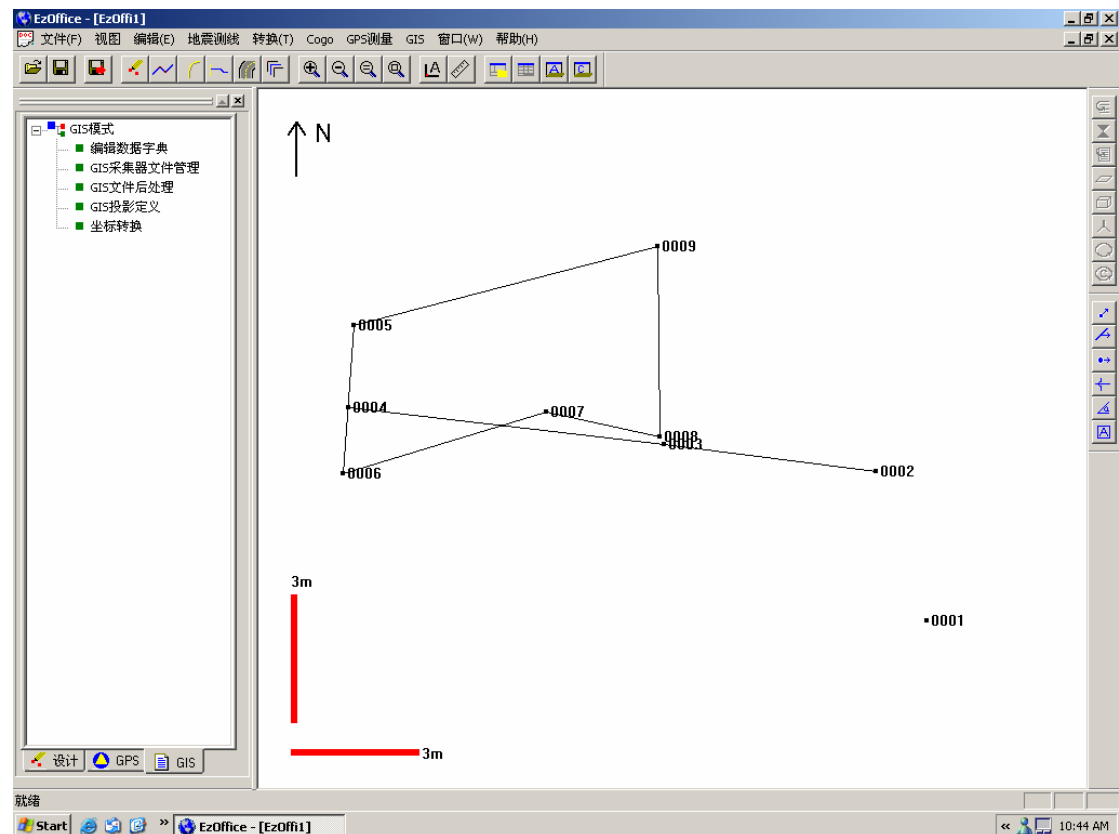 EzOffice - [EzOffi1]
文件(F) 视图 编辑(E) 地震测线 转换(T) Cogo GPS测量 GIS 窗口(W) 帮助(H)
GIS模式
编辑数据字典
GIS采集器文件管理
GIS文件后处理
GIS投影定义
坐标转换
N
0009
0005
0004
0007
0008
0003
0006
0002
3m
0001
3m
设计 GPS GIS
就绪
Start » EzOffice - [EzOffi1] « 10:44 AM